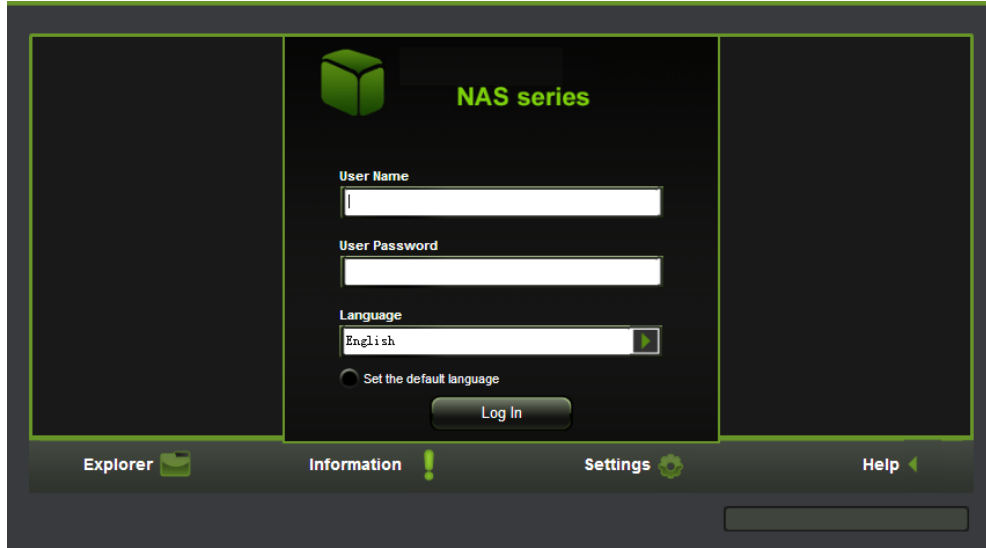 NAS series
User Name
User Password
Language
English
Set the default language
Log In
Explorer Information Settings Help